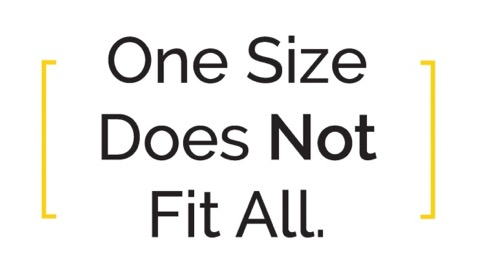 One Size
Does Not
Fit All.